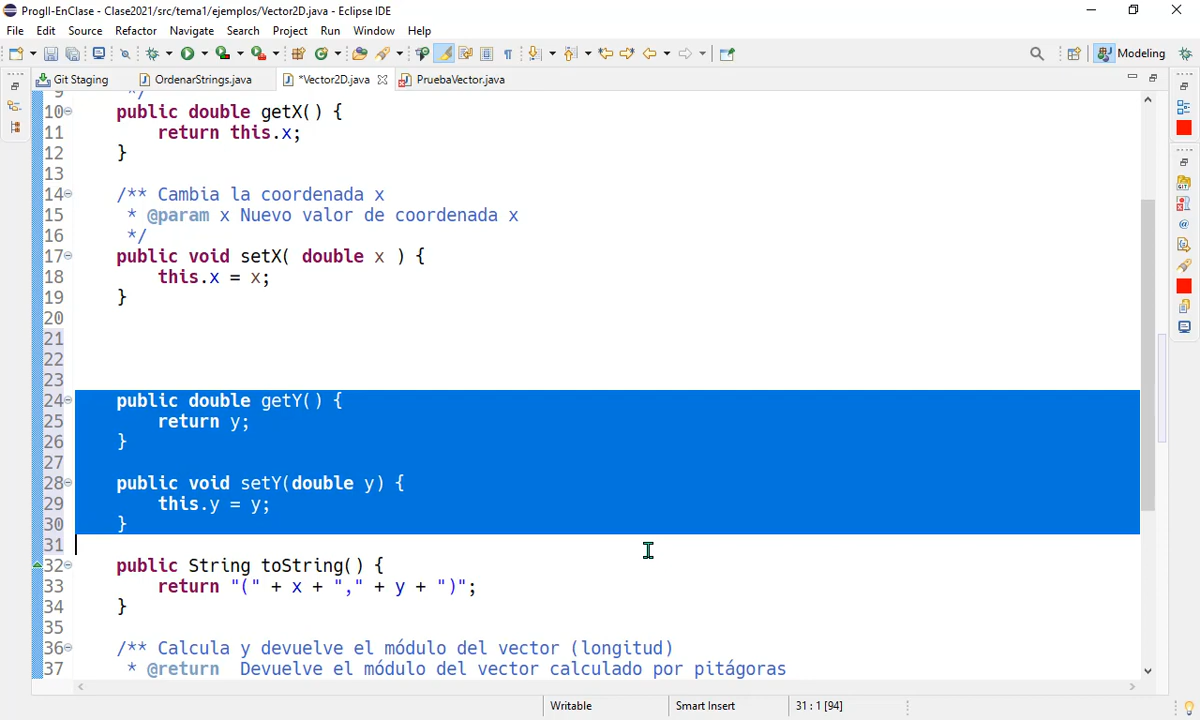 ProgII-EnClase - Clase2021/src/tema1/ejemplos/Vector2D.java - Eclipse IDE
File Edit Source Refactor Navigate Search Project Run Window Help
Modeling
Git Staging OrdenarStrings.java *Vector2D.java PruebaVector.java
9 */
10 public double getX() {
11 return this.x;
12 }
13
14 /** Cambia la coordenada x
15 * @param x Nuevo valor de coordenada x
16 */
17 public void setX( double x ) {
18 this.x = x;
19 }
20
21
22
23
24 public double getY() {
25 return y;
26 }
27
28 public void setY(double y) {
29 this.y = y;
30 }
31
32 public String toString() {
33 return "(" + x + "," + y + ")";
34 }
35
36 /** Calcula y devuelve el módulo del vector (longitud)
37 * @return Devuelve el módulo del vector calculado por pitágoras
Writable Smart Insert 31 : 1 [94]